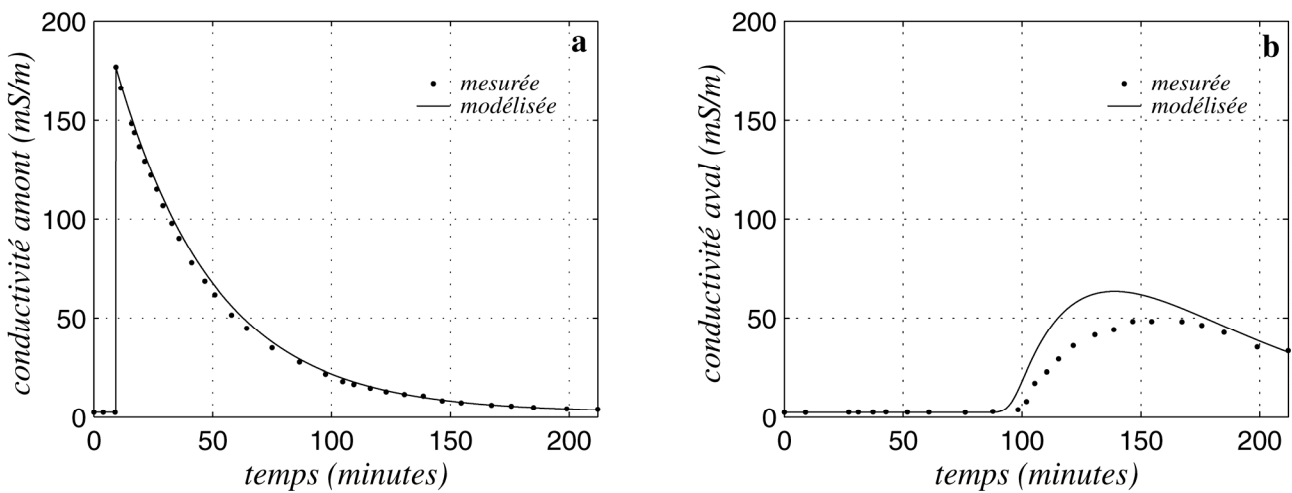 a
conductivité amont (mS/m)
200
150
100
50
0
mesurée
modélisée
0 50 100 150 200
temps (minutes)
b
conductivité aval (mS/m)
200
150
100
50
0
mesurée
modélisée
0 50 100 150 200
temps (minutes)